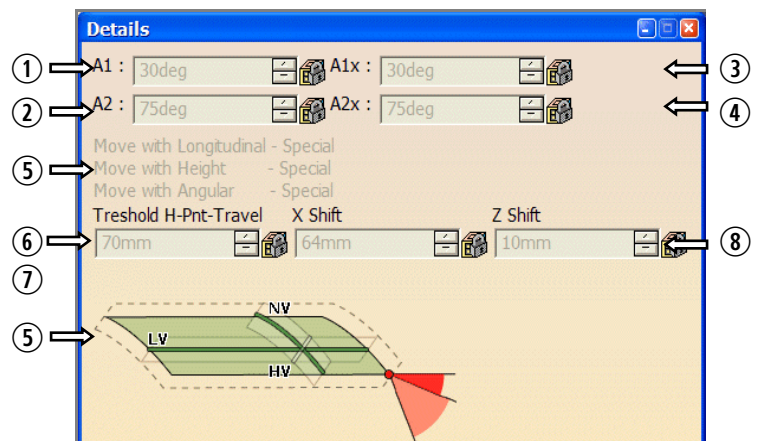 Details
① A1 : 30deg A1x : 30deg ③
② A2 : 75deg A2x : 75deg ④
Move with Longitudinal - Special
⑤ Move with Height - Special
Move with Angular - Special
Treshold H-Pnt-Travel X Shift Z Shift
⑥ 70mm 64mm 10mm ⑧
⑦
NV
⑤ LV
HV